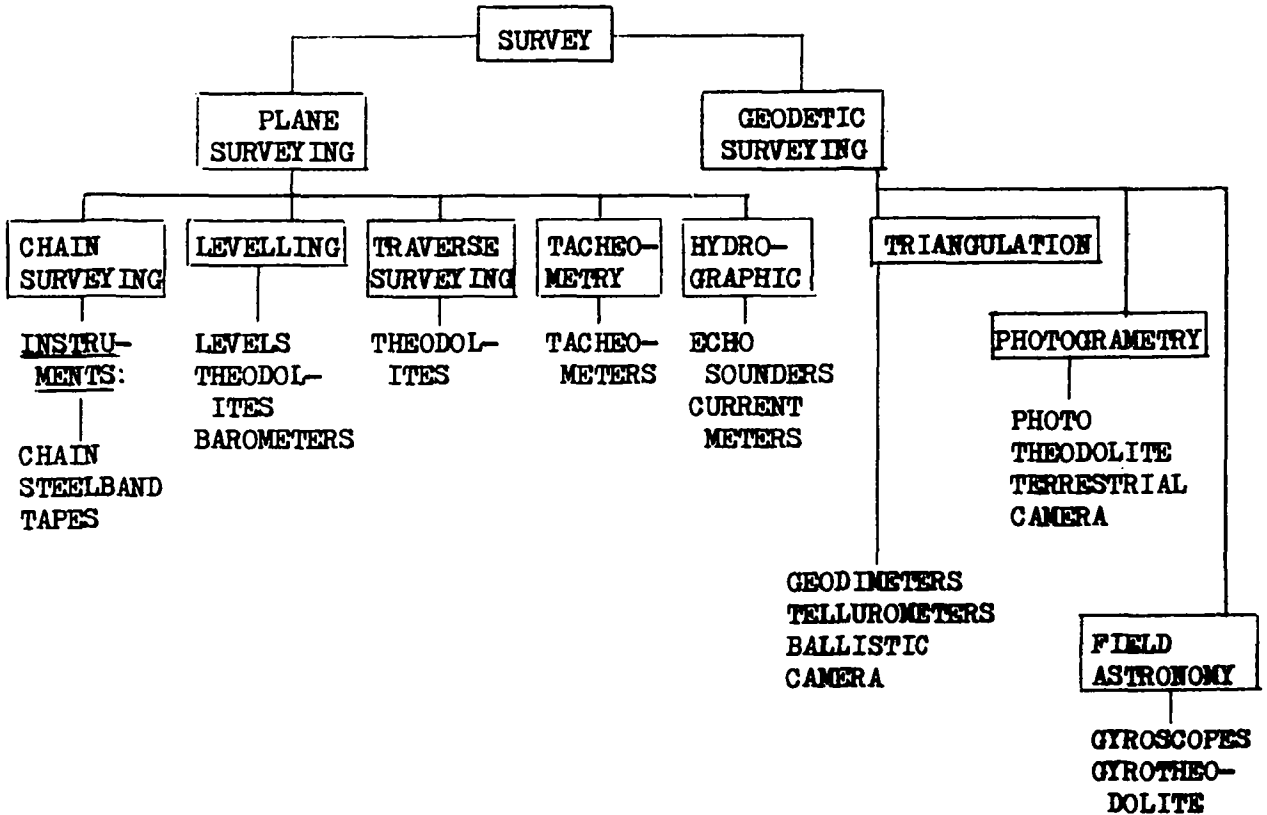 SURVEY
PLANE
SURVEYING
GEODETIC
SURVEYING
CHAIN
SURVEYING
LEVELLING
TRAVERSE
SURVEYING
TACHEO-
METRY
HYDRO-
GRAPHIC
TRIANGULATION
INSTRU-
MENTS:
CHAIN
STEELBAND
TAPES
LEVELS
THEODOL-
ITES
BAROMETERS
THEODOL-
ITES
TACHEO-
METERS
ECHO
SOUNDERS
CURRENT
METERS
PHOTOGRAMETRY
PHOTO
THEODOLITE
TERRESTRIAL
CAMERA
GEODIMETERS
TELLUROMETERS
BALLISTIC
CAMERA
FIELD
ASTRONOMY
GYROSCOPES
GYROTHEO-
DOLITE